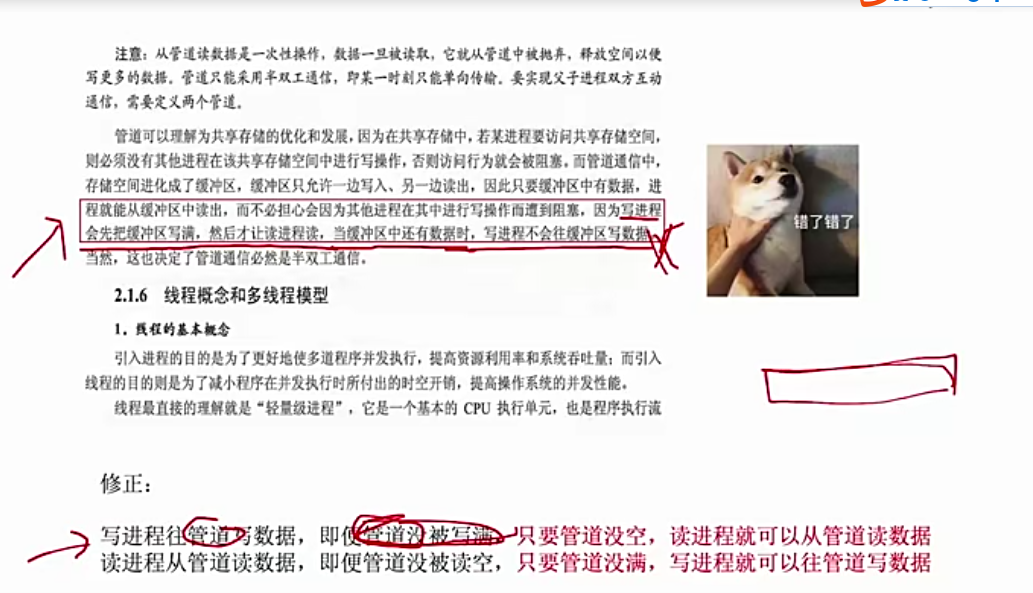 注意：从管道读数据是一次性操作，数据一旦被读取，它就从管道中被抛弃，释放空间以便
写更多的数据。管道只能采用半双工通信，即某一时刻只能单向传输。要实现父子进程双方互动
通信，需要定义两个管道。
管道可以理解为共享存储的优化和发展，因为在共享存储中，若某进程要访问共享存储空间，
则必须没有其他进程在该共享存储空间中进行写操作，否则访问行为就会被阻塞。而管道通信中，
存储空间进化成了缓冲区，缓冲区只允许一边写入、另一边读出，因此只要缓冲区中有数据，进
程就能从缓冲区中读出，而不必担心会因为其他进程在其中进行写操作而遭到阻塞，因为写进程
会先把缓冲区写满，然后才让读进程读，当缓冲区中还有数据时，写进程不会往缓冲区写数据
当然，这也决定了管道通信必然是半双工通信。
错了错了
2.1.6 线程概念和多线程模型
1. 线程的基本概念
引入进程的目的是为了更好地使多道程序并发执行，提高资源利用率和系统吞吐量；而引入
线程的目的则是为了减小程序在并发执行时所付出的时空开销，提高操作系统的并发性能。
线程最直接的理解就是“轻量级进程”，它是一个基本的 CPU 执行单元，也是程序执行流
修正：
写进程往管道写数据，即便管道没被写满，只要管道没空，读进程就可以从管道读数据
读进程从管道读数据，即便管道没被读空，只要管道没满，写进程就可以往管道写数据